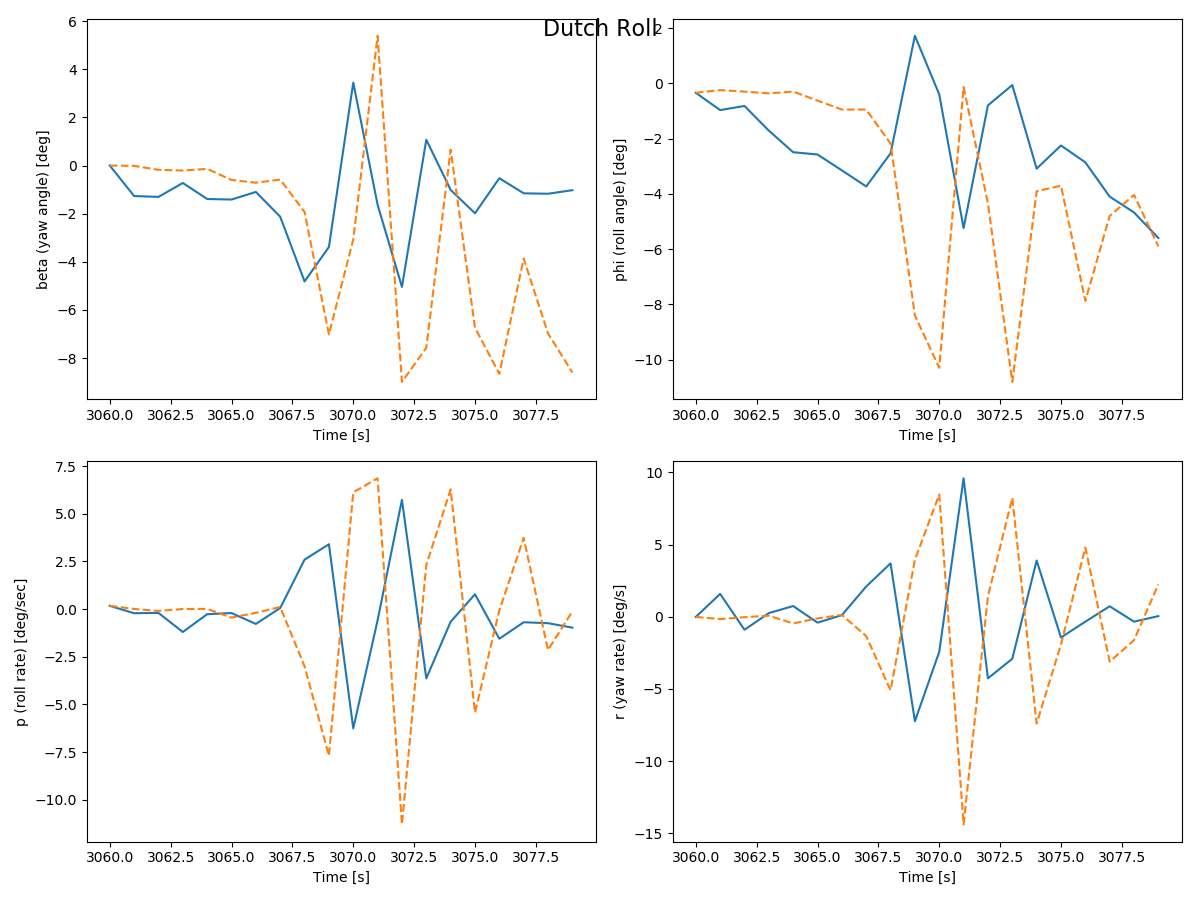 Dutch Roll
6
4
2
0
−2
−4
−6
−8
beta (yaw angle) [deg]
3060.0 3062.5 3065.0 3067.5 3070.0 3072.5 3075.0 3077.5
Time [s]
2
0
−2
−4
−6
−8
−10
phi (roll angle) [deg]
3060.0 3062.5 3065.0 3067.5 3070.0 3072.5 3075.0 3077.5
Time [s]
7.5
5.0
2.5
0.0
−2.5
−5.0
−7.5
−10.0
p (roll rate) [deg/sec]
3060.0 3062.5 3065.0 3067.5 3070.0 3072.5 3075.0 3077.5
Time [s]
10
5
0
−5
−10
−15
r (yaw rate) [deg/s]
3060.0 3062.5 3065.0 3067.5 3070.0 3072.5 3075.0 3077.5
Time [s]